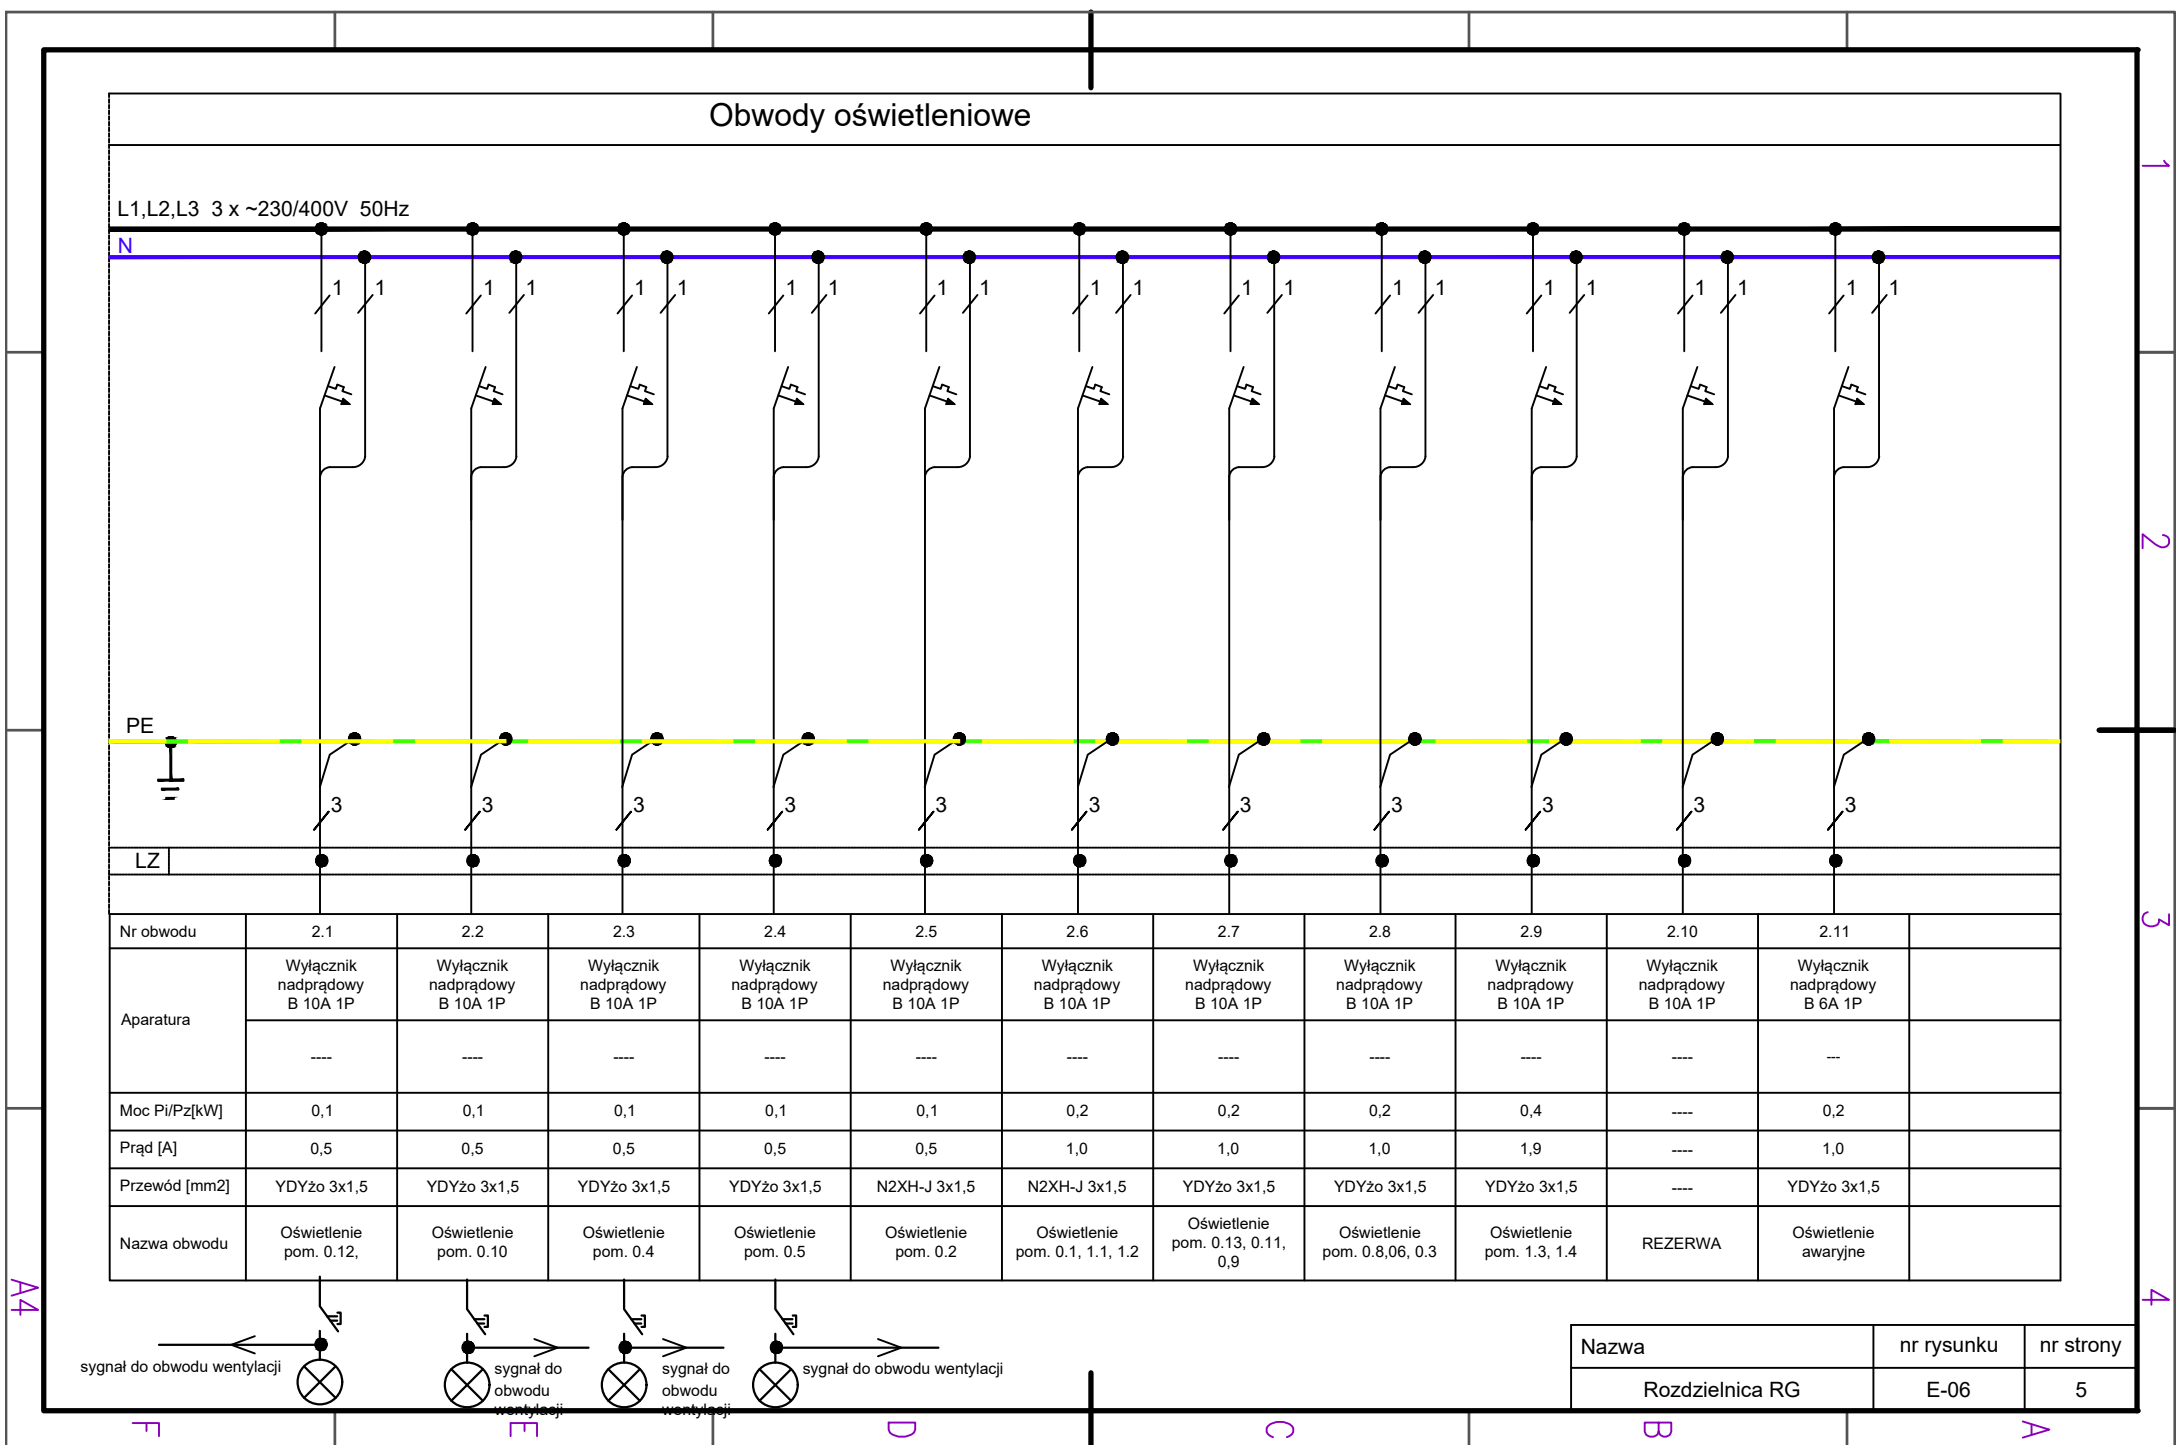 Obwody oświetleniowe
L1,L2,L3 3 x ~230/400V 50Hz
N
1 1 1 1 1 1 1 1 1 1 1 1 1 1 1 1 1 1 1 1 1 1
PE
3 3 3 3 3 3 3 3 3 3 3
LZ
Nr obwodu 2.1 2.2 2.3 2.4 2.5 2.6 2.7 2.8 2.9 2.10 2.11
Aparatura
Wyłącznik
nadprądowy
B 10A 1P
Wyłącznik
nadprądowy
B 10A 1P
Wyłącznik
nadprądowy
B 10A 1P
Wyłącznik
nadprądowy
B 10A 1P
Wyłącznik
nadprądowy
B 10A 1P
Wyłącznik
nadprądowy
B 10A 1P
Wyłącznik
nadprądowy
B 10A 1P
Wyłącznik
nadprądowy
B 10A 1P
Wyłącznik
nadprądowy
B 10A 1P
Wyłącznik
nadprądowy
B 10A 1P
Wyłącznik
nadprądowy
B 6A 1P
---- ---- ---- ---- ---- ---- ---- ---- ---- ---- ---
Moc Pi/Pz[kW] 0,1 0,1 0,1 0,1 0,1 0,2 0,2 0,2 0,4 ---- 0,2
Prąd [A] 0,5 0,5 0,5 0,5 0,5 1,0 1,0 1,0 1,9 ---- 1,0
Przewód [mm2] YDYżo 3x1,5 YDYżo 3x1,5 YDYżo 3x1,5 YDYżo 3x1,5 N2XH-J 3x1,5 N2XH-J 3x1,5 YDYżo 3x1,5 YDYżo 3x1,5 YDYżo 3x1,5 ---- YDYżo 3x1,5
Nazwa obwodu
Oświetlenie
pom. 0.12,
Oświetlenie
pom. 0.10
Oświetlenie
pom. 0.4
Oświetlenie
pom. 0.5
Oświetlenie
pom. 0.2
Oświetlenie
pom. 0.1, 1.1, 1.2
Oświetlenie
pom. 0.13, 0.11,
0,9
Oświetlenie
pom. 0.8,06, 0.3
Oświetlenie
pom. 1.3, 1.4
REZERWA
Oświetlenie
awaryjne
sygnał do obwodu wentylacji
sygnał do
obwodu
wentylacji
sygnał do
obwodu
wentylacji
sygnał do obwodu wentylacji
Nazwa nr rysunku nr strony
Rozdzielnica RG E-06 5
1
2
3
4
A4
F E D C B A